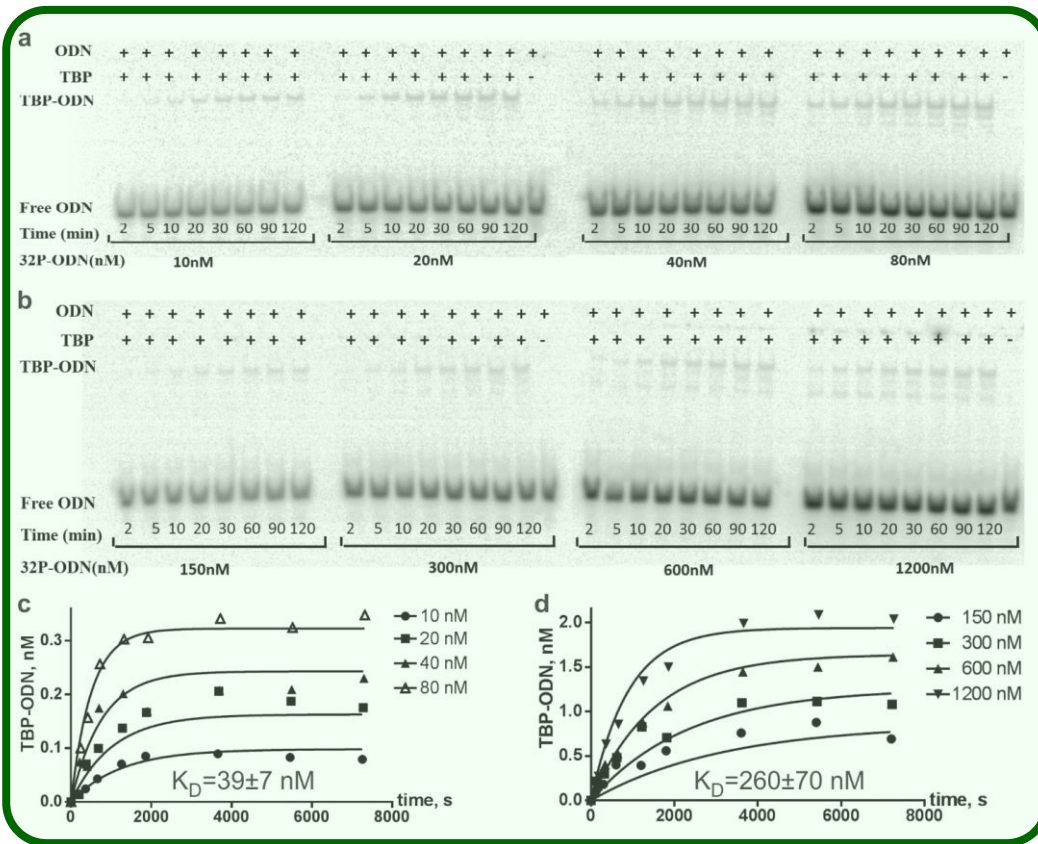 a
ODN + + + + + + + + + + + + + + + + + + + + + + + + + + + + + + + + + +
TBP + + + + + + + + + + + + + + + + - + + + + + + + + + + + + + + + + -
TBP-ODN
Free ODN
Time (min) 2 5 10 20 30 60 90 120 2 5 10 20 30 60 90 120 2 5 10 20 30 60 90 120 2 5 10 20 30 60 90 120
32P-ODN(nM) 10nM 20nM 40nM 80nM
b
ODN + + + + + + + + + + + + + + + + + + + + + + + + + + + + + + + + + +
TBP + + + + + + + + + + + + + + + + - + + + + + + + + + + + + + + + + -
TBP-ODN
Free ODN
Time (min) 2 5 10 20 30 60 90 120 2 5 10 20 30 60 90 120 2 5 10 20 30 60 90 120 2 5 10 20 30 60 90 120
32P-ODN(nM) 150nM 300nM 600nM 1200nM
c
TBP-ODN, nM
0.3
0.2
0.1
0.0
10 nM
20 nM
40 nM
80 nM
KD=39±7 nM
time, s
0 2000 4000 6000 8000
d
TBP-ODN, nM
2.0
1.5
1.0
0.5
0.0
150 nM
300 nM
600 nM
1200 nM
KD=260±70 nM
time, s
0 2000 4000 6000 8000